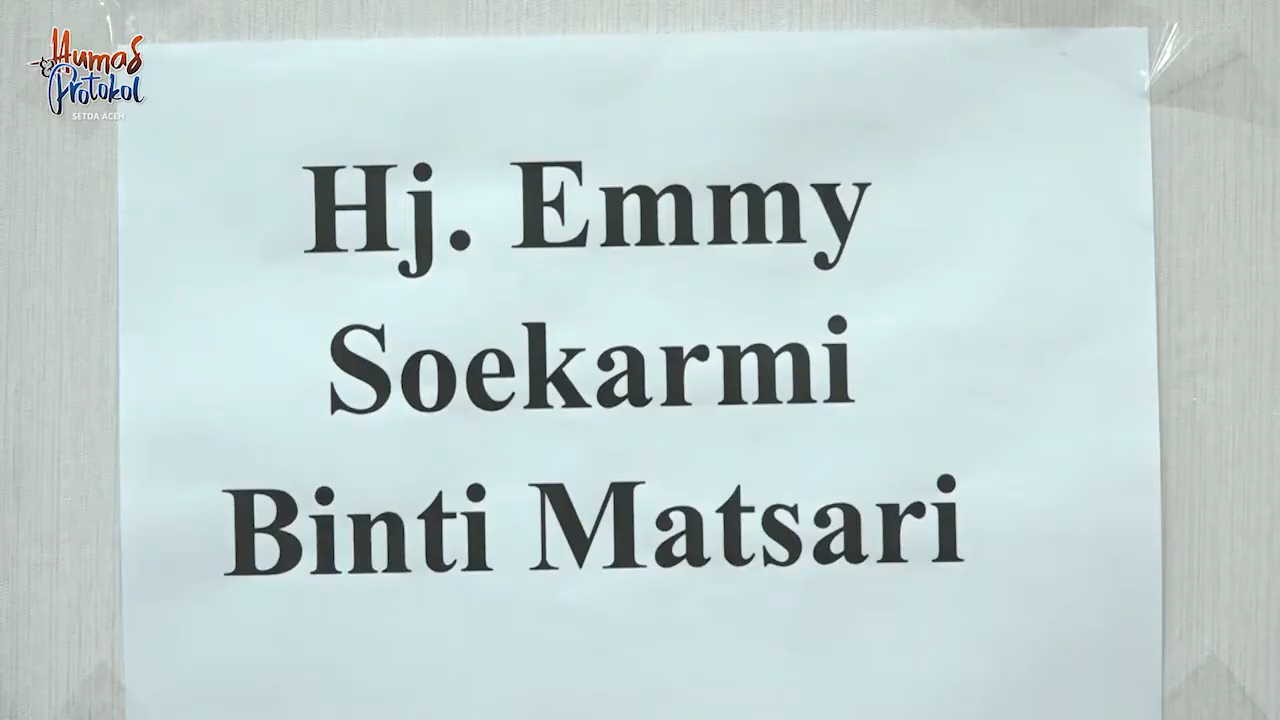 Humas
Protokol
SETDA ACEH
Hj. Emmy
Soekarmi
Binti Matsari